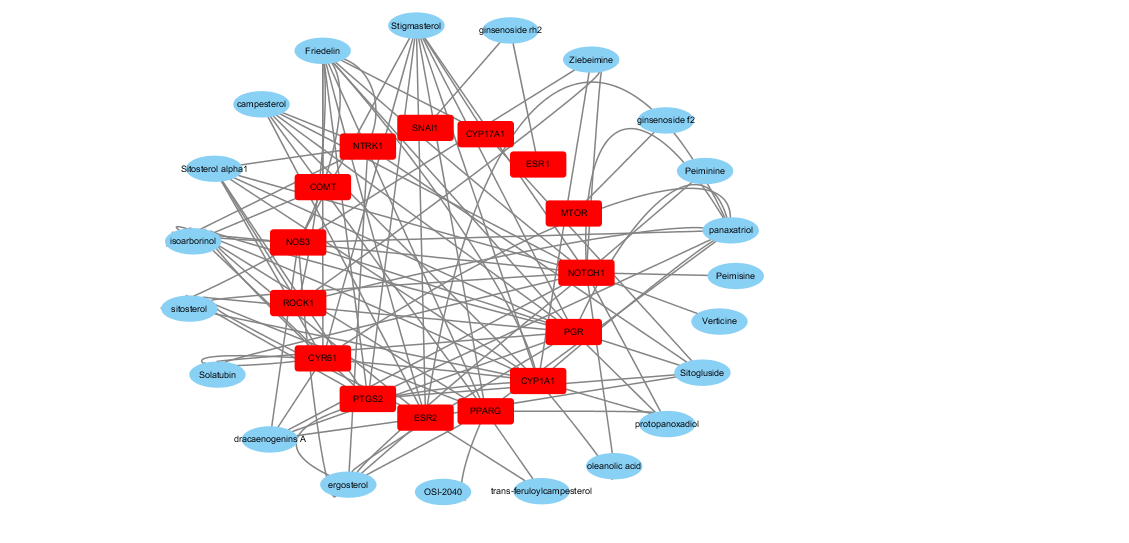 Stigmasterol
ginsenoside rh2
Friedelin
Ziebeimine
campesterol
ginsenoside f2
SNAI1
CYP17A1
NTRK1
ESR1
Sitosterol alpha1
Peiminine
COMT
MTOR
panaxatriol
isoarborinol
NOS3
NOTCH1
Peimisine
sitosterol
ROCK1
Verticine
PGR
CYR61
Solatubin
CYP1A1
Sitogluside
PTGS2
ESR2
PPARG
protopanoxadiol
dracaenogenins A
oleanolic acid
ergosterol
OSI-2040
trans-feruloylcampesterol